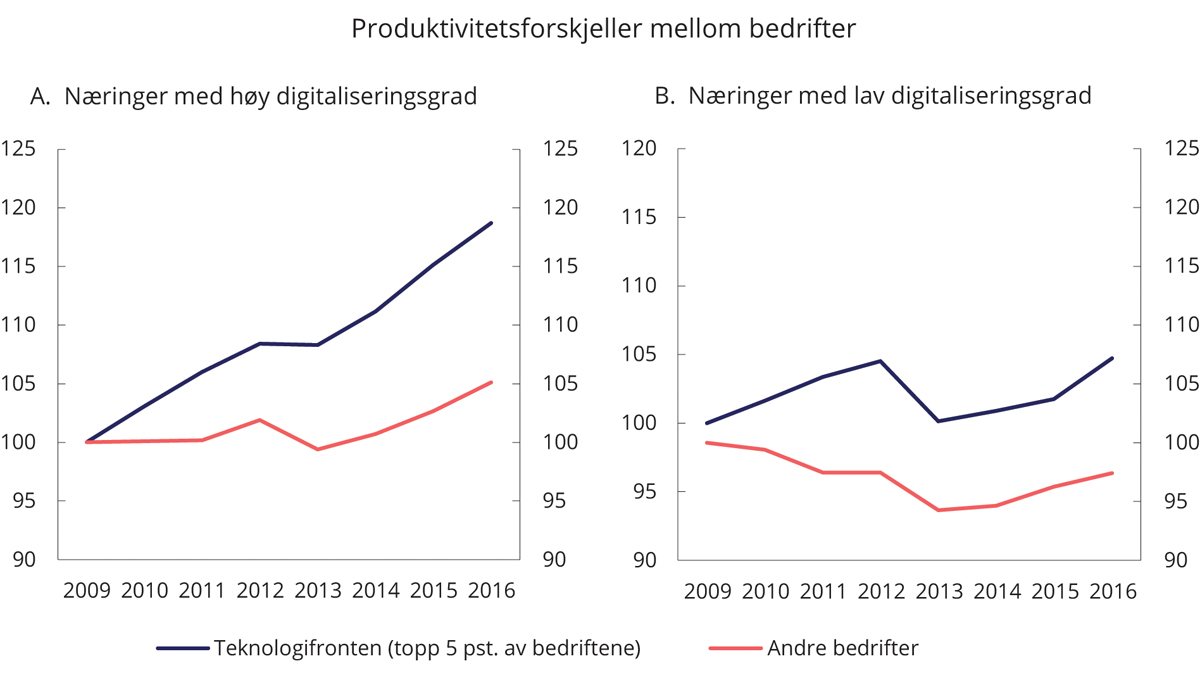 Produktivitetsforskjeller mellom bedrifter
A. Næringer med høy digitaliseringsgrad
B. Næringer med lav digitaliseringsgrad
125 125 120 125
120 120 115 120
115 115 110 115
110 110 105 110
105 105 100 105
100 100 95 100
95 95 90 95
90 90 90
2009 2010 2011 2012 2013 2014 2015 2016
2009 2010 2011 2012 2013 2014 2015 2016
Teknologifronten (topp 5 pst. av bedriftene)
Andre bedrifter